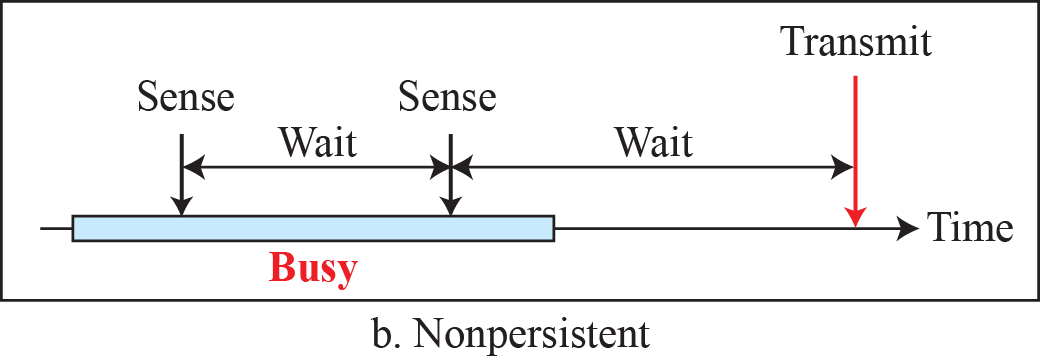 Transmit
Sense
Sense
Wait
Wait
Time
Busy
b. Nonpersistent